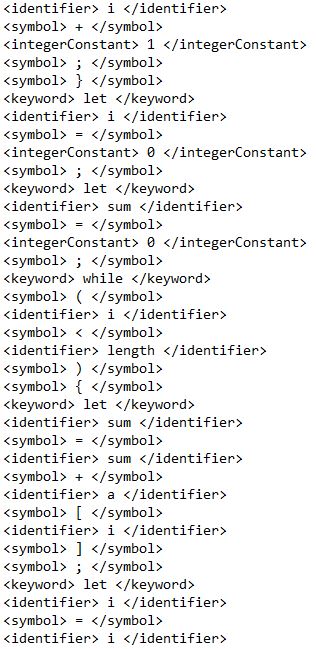 <identifier> i </identifier>
<symbol> + </symbol>
<integerConstant> 1 </integerConstant>
<symbol> ; </symbol>
<symbol> } </symbol>
<keyword> let </keyword>
<identifier> i </identifier>
<symbol> = </symbol>
<integerConstant> 0 </integerConstant>
<symbol> ; </symbol>
<keyword> let </keyword>
<identifier> sum </identifier>
<symbol> = </symbol>
<integerConstant> 0 </integerConstant>
<symbol> ; </symbol>
<keyword> while </keyword>
<symbol> ( </symbol>
<identifier> i </identifier>
<symbol> < </symbol>
<identifier> length </identifier>
<symbol> ) </symbol>
<symbol> { </symbol>
<keyword> let </keyword>
<identifier> sum </identifier>
<symbol> = </symbol>
<identifier> sum </identifier>
<symbol> + </symbol>
<identifier> a </identifier>
<symbol> [ </symbol>
<identifier> i </identifier>
<symbol> ] </symbol>
<symbol> ; </symbol>
<keyword> let </keyword>
<identifier> i </identifier>
<symbol> = </symbol>
<identifier> i </identifier>